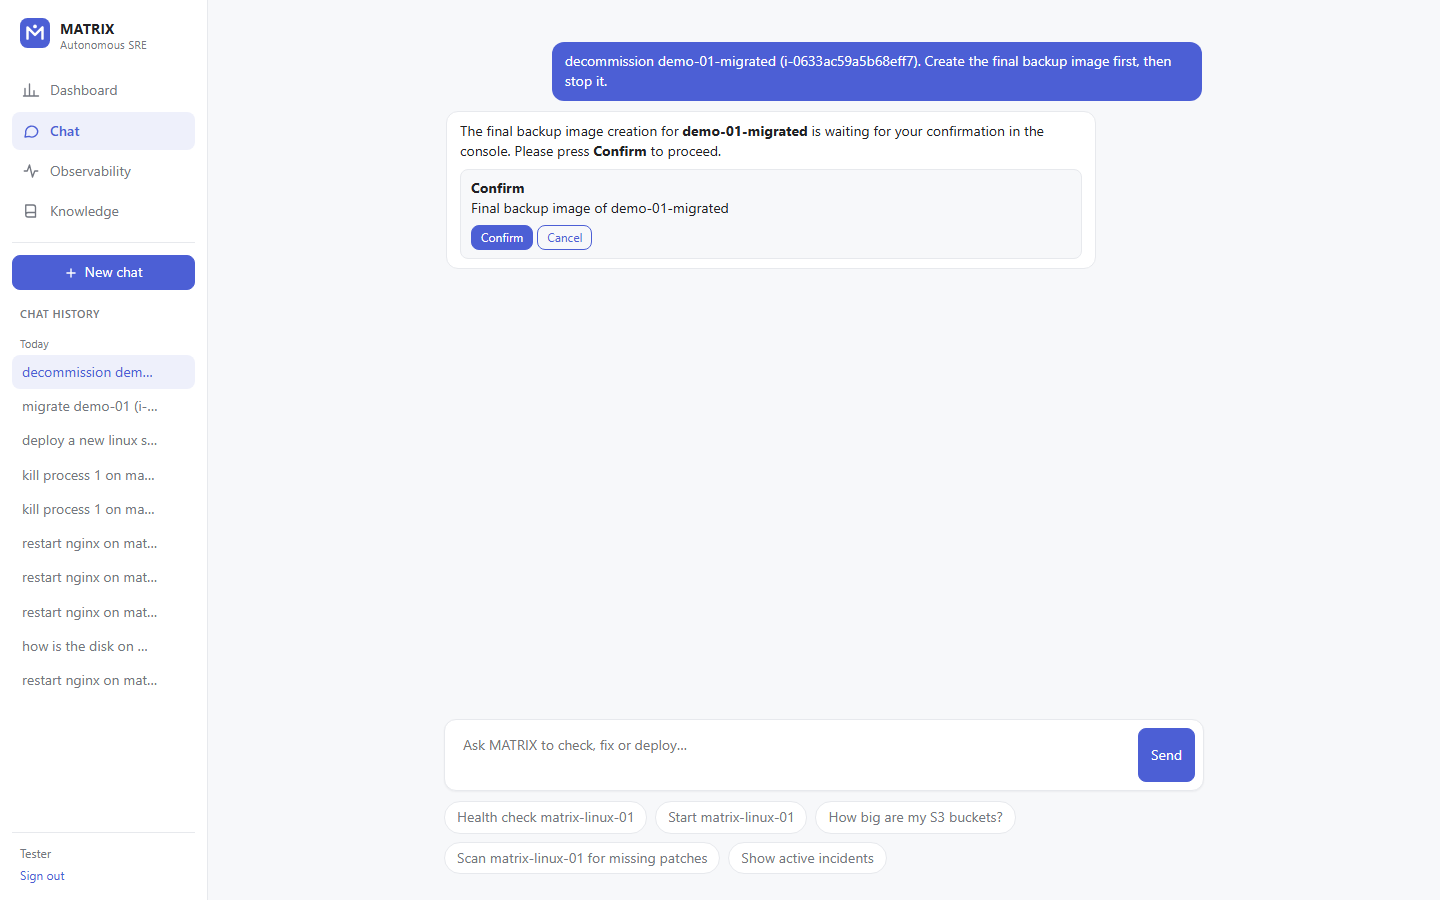 MATRIX
Autonomous SRE
Dashboard
Chat
Observability
Knowledge
+ New chat
CHAT HISTORY
Today
decommission dem...
migrate demo-01 (i-...
deploy a new linux s...
kill process 1 on ma...
kill process 1 on ma...
restart nginx on mat...
restart nginx on mat...
restart nginx on mat...
how is the disk on ...
restart nginx on mat...
Tester
Sign out
decommission demo-01-migrated (i-0633ac59a5b68eff7). Create the final backup image first, then
stop it.
The final backup image creation for demo-01-migrated is waiting for your confirmation in the
console. Please press Confirm to proceed.
Confirm
Final backup image of demo-01-migrated
Confirm Cancel
Ask MATRIX to check, fix or deploy...
Send
Health check matrix-linux-01 Start matrix-linux-01 How big are my S3 buckets?
Scan matrix-linux-01 for missing patches Show active incidents